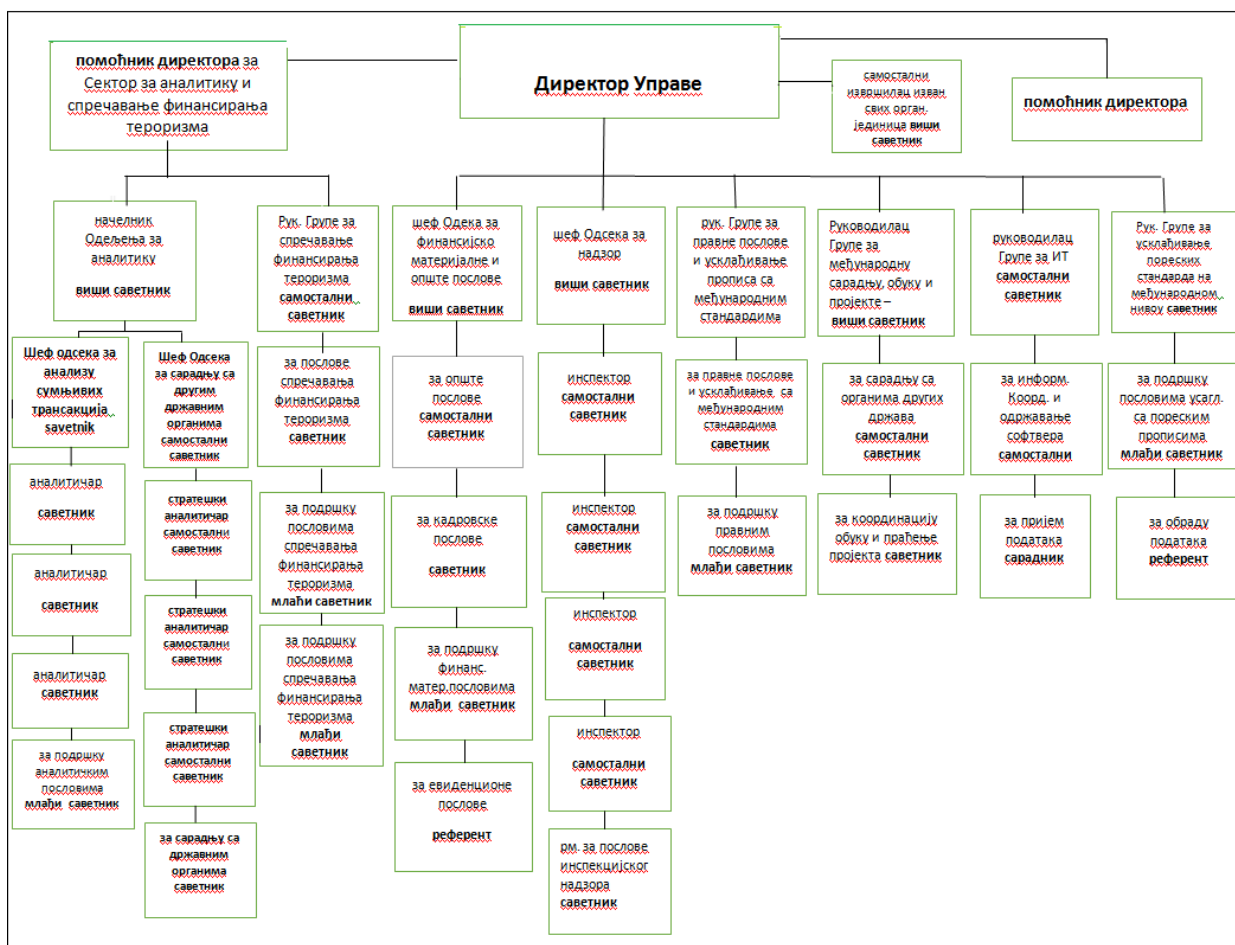 помоћник директора за
Сектор за аналитику и
спречавање финансирања
тероризма
Директор Управе
самостални
извршилац изван
свих орган.
јединица виши
саветник
помоћник директора
начелник
Одељења за
аналитику
виши саветник
Рук. Групе за
спречавање
финансирања
тероризма
самостални
саветник
шеф Одека за
финансијско
материјалне и
опште послове
виши саветник
шеф Одсека за
надзор
виши саветник
рук. Групе за
правне послове
и усклађивање
прописа са
међународним
стандардима
Руководилац
Групе за
међународну
сарадњу, обуку и
пројекте –
виши саветник
руководилац
Групе за ИТ
самостални
саветник
Рук. Групе за
усклађивање
пореских
стандарда на
међународном
нивоу саветник
Шеф одсека за
анализу
сумњивих
трансакција
savetnik
Шеф Одсека
за сарадњу са
другим
државним
органима
самостални
саветник
за послове
спречавања
финансирања
тероризма
саветник
за опште
послове
самостални
саветник
инспектор
самостални
саветник
за правне послове
и усклађивање са
међународним
стандардима
саветник
за сарадњу са
органима других
држава
самостални
саветник
за информ.
Коорд. и
одржавање
софтвера
самостални
за подршку
пословима усагл.
са пореским
прописима
млађи саветник
аналитичар
саветник
стратешки
аналитичар
самостални
саветник
за подршку
пословима
спречавања
финансирања
тероризма
млађи саветник
за кадровске
послове
саветник
инспектор
самостални
саветник
за подршку
правним
пословима
млађи саветник
за координацију
обуку и праћење
пројекта саветник
за пријем
података
сарадник
за обраду
података
референт
аналитичар
саветник
стратешки
аналитичар
самостални
саветник
за подршку
пословима
спречавања
финансирања
тероризма
млађи
саветник
за подршку
финанс.
матер.пословима
млађи саветник
инспектор
самостални
саветник
аналитичар
саветник
стратешки
аналитичар
самостални
саветник
инспектор
самостални
саветник
за подршку
аналитичким
пословима
млађи саветник
за евиденционе
послове
референт
за сарадњу са
државним
органима
саветник
рм. за послове
инспекцијског
надзора
саветник